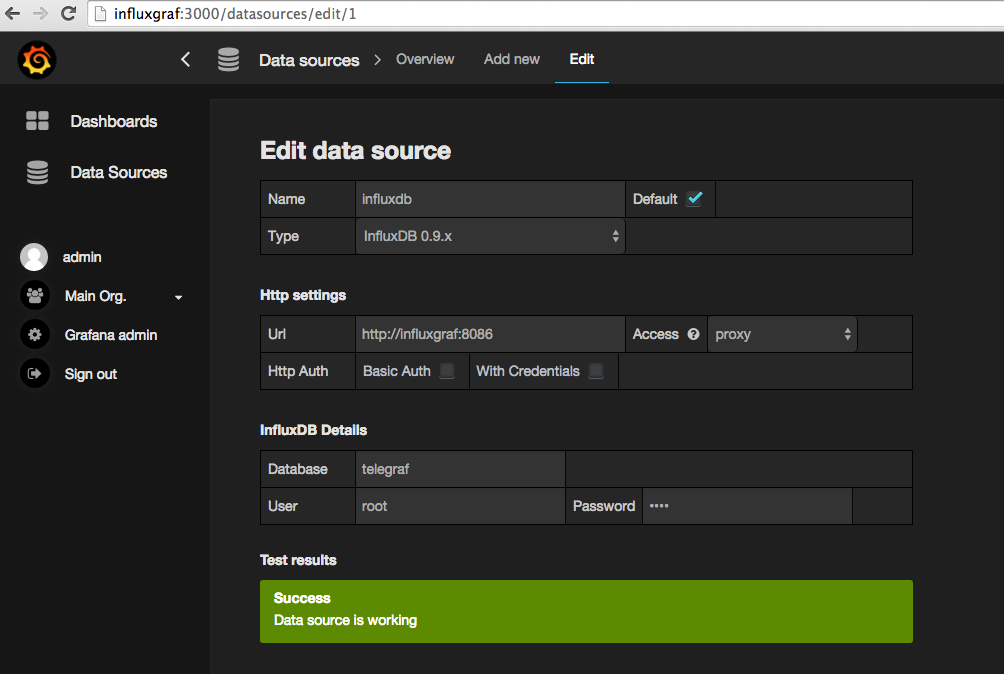 influxgraf:3000/datasources/edit/1
Data sources > Overview Add new Edit
Dashboards
Data Sources
admin
Main Org.
Grafana admin
Sign out
Edit data source
Name influxdb Default
Type InfluxDB 0.9.x
Http settings
Url http://influxgraf:8086 Access proxy
Http Auth Basic Auth With Credentials
InfluxDB Details
Database telegraf
User root Password ••••
Test results
Success
Data source is working